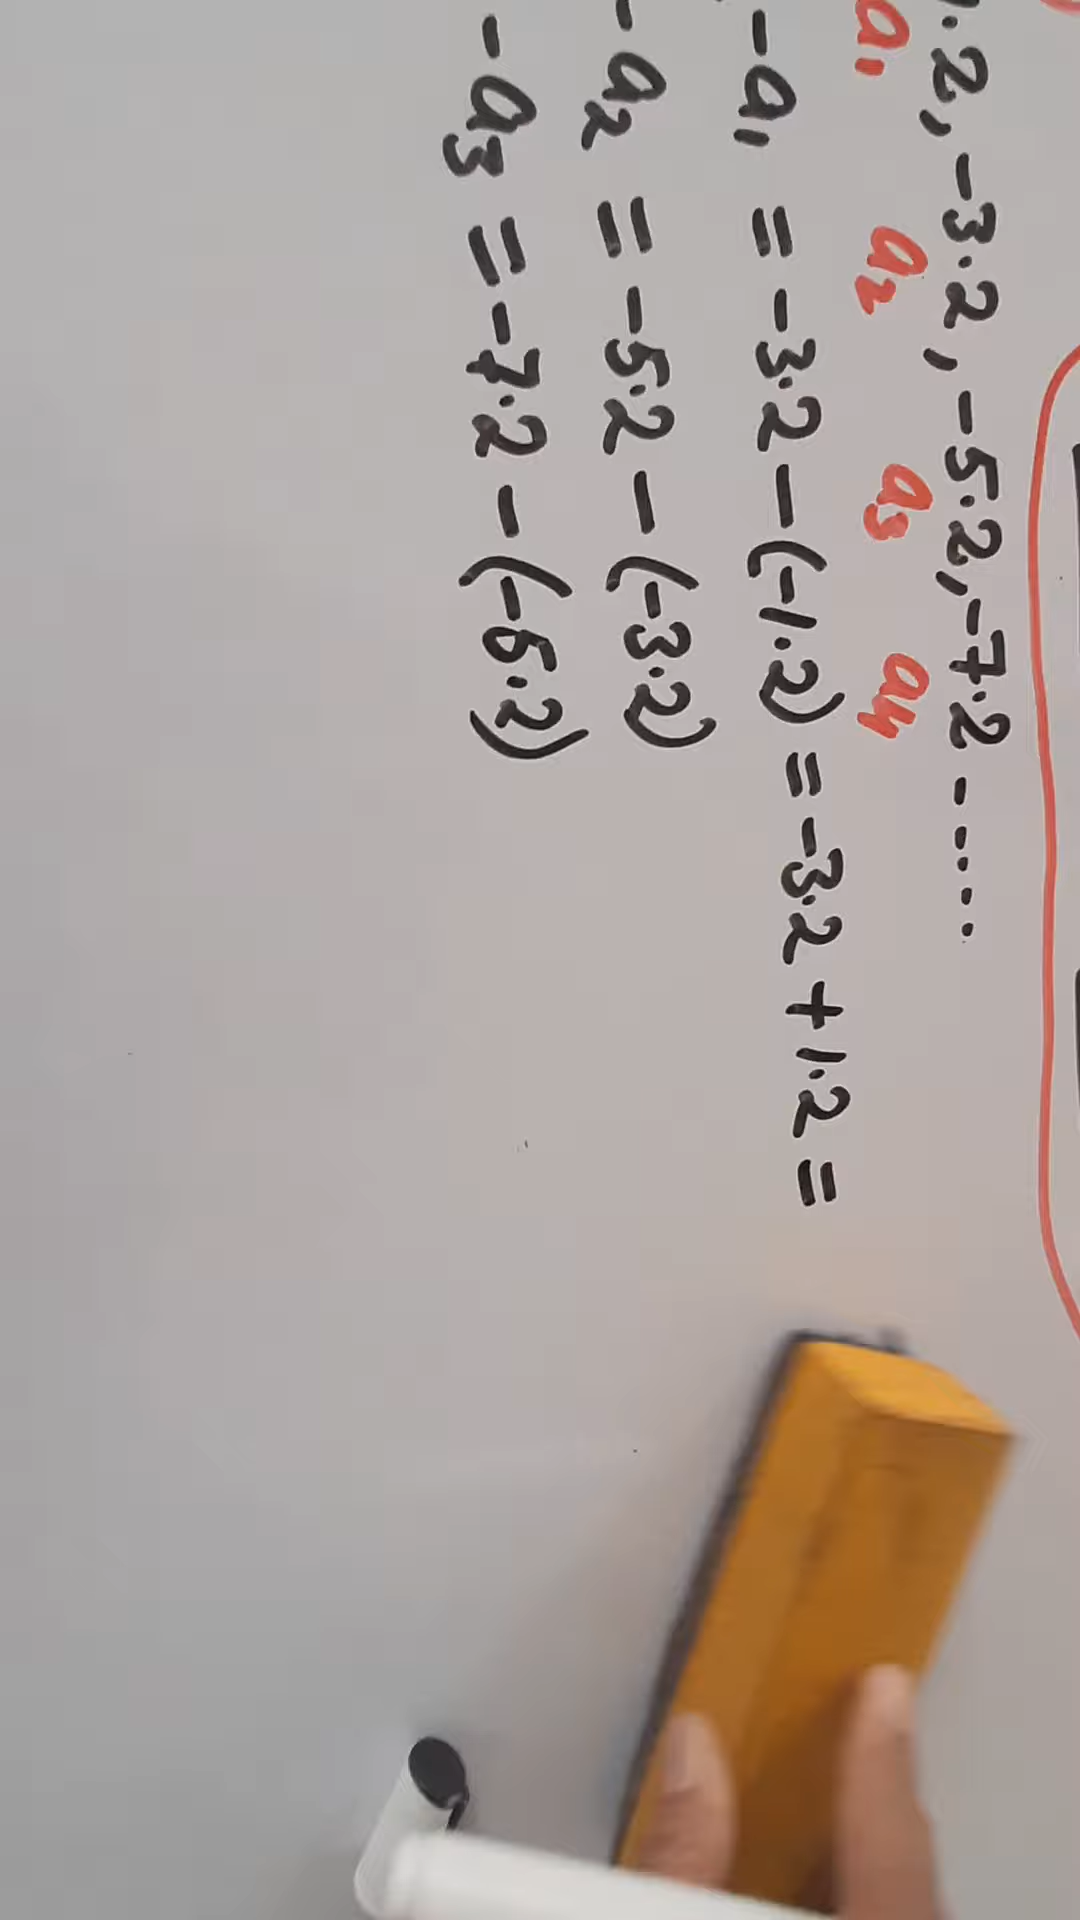 .2, -3.2, -5.2, -7.2 -----
a1 a2 a3 a4
-a1 = -3.2 - (-1.2) = -3.2 + 1.2 =
-a2 = -5.2 - (-3.2)
-a3 = -7.2 - (-5.2)